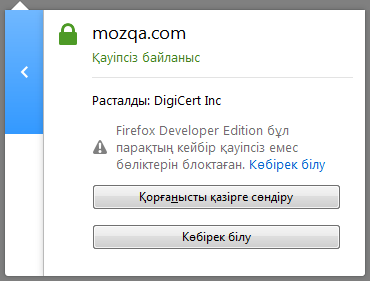 mozqa.com
Қауіпсіз байланыс
Расталды: DigiCert Inc
Firefox Developer Edition бұл
парақтың кейбір қауіпсіз емес
бөліктерін блоктаған. Көбірек білу
Қорғанысты қазірге сөндіру
Көбірек білу